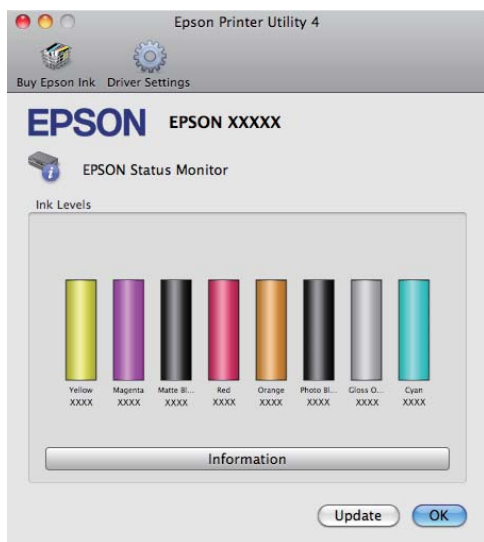 Epson Printer Utility 4
Buy Epson Ink Driver Settings
EPSON EPSON XXXXX
EPSON Status Monitor
Ink Levels
Yellow Magenta Matte Bl... Red Orange Photo Bl... Gloss O... Cyan
XXXX XXXX XXXX XXXX XXXX XXXX XXXX XXXX
Information
Update OK